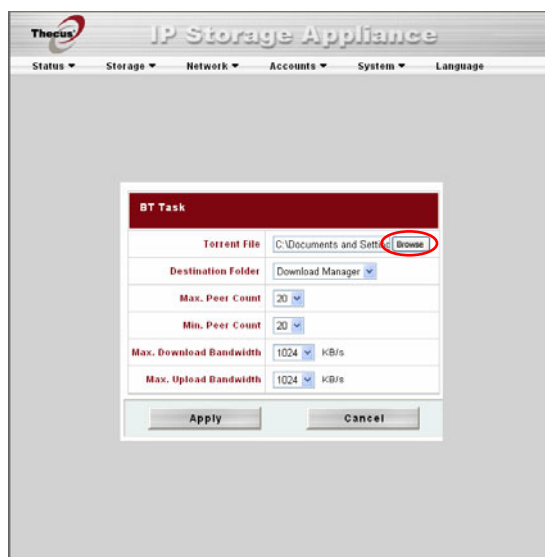 Thecus
IP Storage Appliance
Status Storage Network Accounts System Language
BT Task
Torrent File C:\Documents and Setting Browse
Destination Folder Download Manager
Max. Peer Count 20
Min. Peer Count 20
Max. Download Bandwidth 1024 KB/s
Max. Upload Bandwidth 1024 KB/s
Apply Cancel